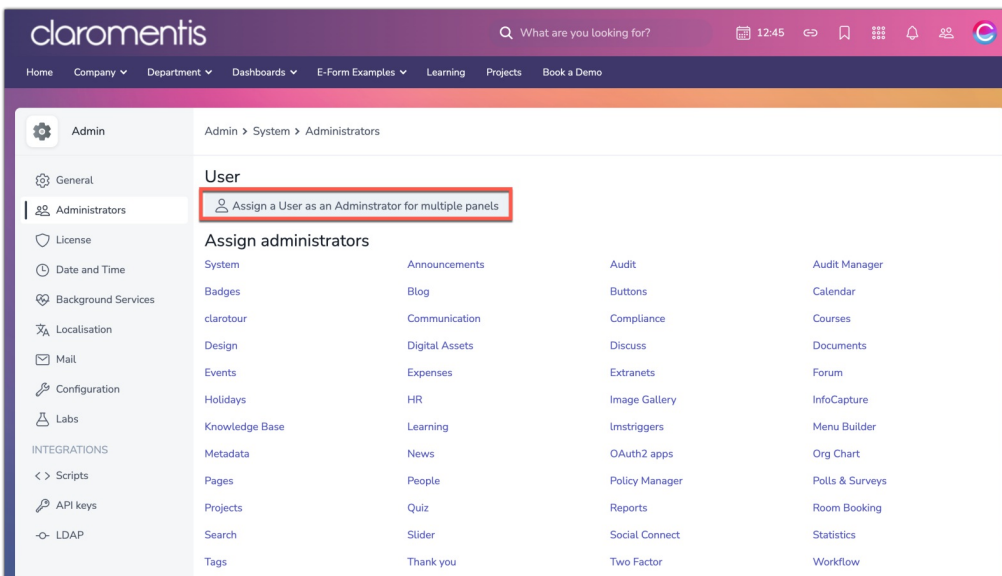 claromentis
What are you looking for?
12:45
Home Company Department Dashboards E-Form Examples Learning Projects Book a Demo
Admin
Admin > System > Administrators
General
Administrators
License
Date and Time
Background Services
Localisation
Mail
Configuration
Labs
INTEGRATIONS
Scripts
API keys
LDAP
User
Assign a User as an Adminstrator for multiple panels
Assign administrators
System Announcements Audit Audit Manager
Badges Blog Buttons Calendar
clarotour Communication Compliance Courses
Design Digital Assets Discuss Documents
Events Expenses Extranets Forum
Holidays HR Image Gallery InfoCapture
Knowledge Base Learning lmstriggers Menu Builder
Metadata News OAuth2 apps Org Chart
Pages People Policy Manager Polls & Surveys
Projects Quiz Reports Room Booking
Search Slider Social Connect Statistics
Tags Thank you Two Factor Workflow